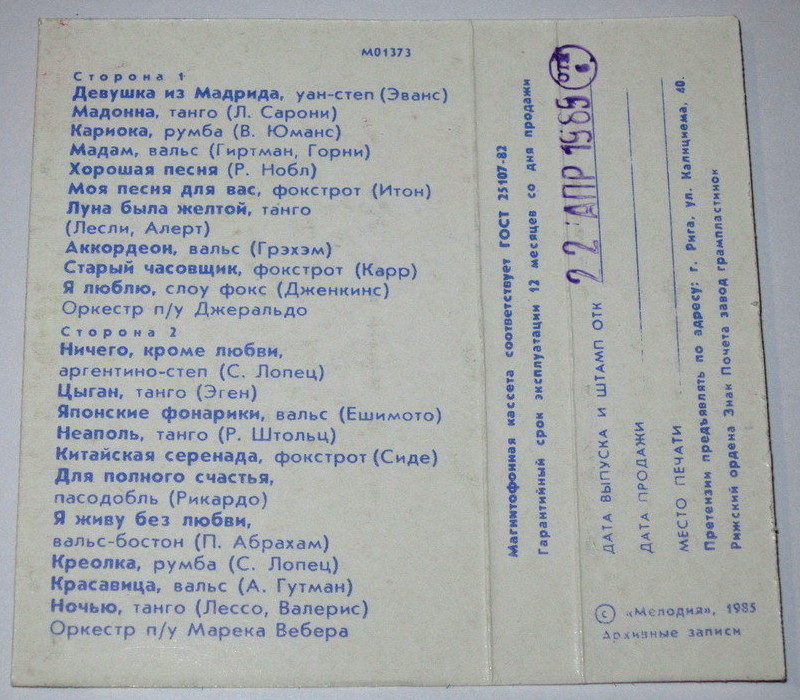 М01373
Сторона 1
Девушка из Мадрида, уан-степ (Эванс)
Мадонна, танго (Л. Сарони)
Кариока, румба (В. Юманс)
Мадам, вальс (Гиртман, Горни)
Хорошая песня (Р. Нобл)
Моя песня для вас, фокстрот (Итон)
Луна была желтой, танго
(Лесли, Алерт)
Аккордеон, вальс (Грэхэм)
Старый часовщик, фокстрот (Карр)
Я люблю, слоу фокс (Дженкинс)
Оркестр п/у Джеральдо
Сторона 2
Ничего, кроме любви,
аргентино-степ (С. Лопец)
Цыган, танго (Эген)
Японские фонарики, вальс (Ешимото)
Неаполь, танго (Р. Штольц)
Китайская серенада, фокстрот (Сиде)
Для полного счастья,
пасодобль (Рикардо)
Я живу без любви,
вальс-бостон (П. Абрахам)
Креолка, румба (С. Лопец)
Красавица, вальс (А. Гутман)
Ночью, танго (Лессо, Валерис)
Оркестр п/у Марека Вебера
Магнитофонная кассета соответствует ГОСТ 25107-82
Гарантийный срок эксплуатации 12 месяцев со дня продажи
22 АПР 1985
ОТК
ДАТА ВЫПУСКА И ШТАМП ОТК
ДАТА ПРОДАЖИ
МЕСТО ПЕЧАТИ
Претензии предъявлять по адресу: г. Рига, ул. Калнциема, 40.
Рижский ордена Знак Почета завод грампластинок
© «Мелодия», 1985
Архивные записи